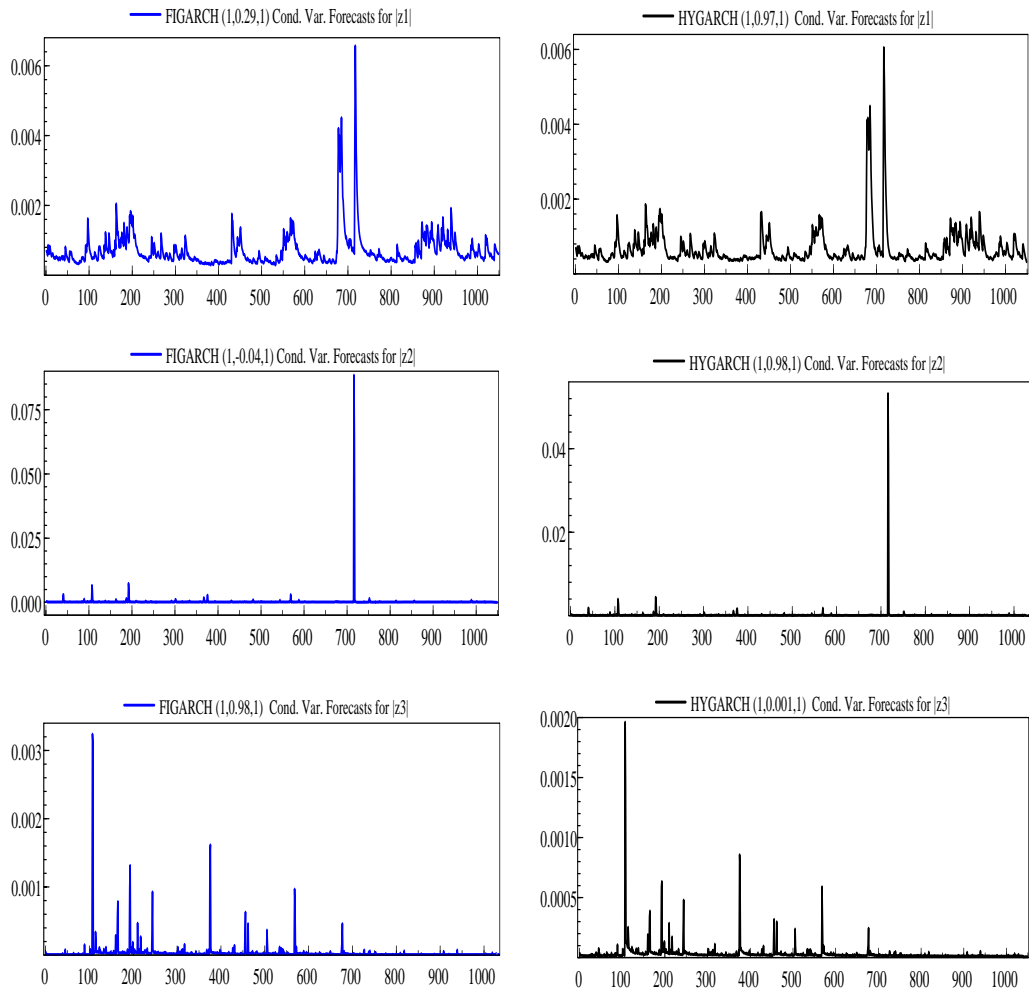 FIGARCH (1,0.29,1) Cond. Var. Forecasts for |z1|
0.006
0.004
0.002
0 100 200 300 400 500 600 700 800 900 1000
HYGARCH (1,0.97,1) Cond. Var. Forecasts for |z1|
0.006
0.004
0.002
0 100 200 300 400 500 600 700 800 900 1000
FIGARCH (1,-0.04,1) Cond. Var. Forecasts for |z2|
0.075
0.050
0.025
0.000
0 100 200 300 400 500 600 700 800 900 1000
HYGARCH (1,0.98,1) Cond. Var. Forecasts for |z2|
0.04
0.02
0 100 200 300 400 500 600 700 800 900 1000
FIGARCH (1,0.98,1) Cond. Var. Forecasts for |z3|
0.003
0.002
0.001
0 100 200 300 400 500 600 700 800 900 1000
HYGARCH (1,0.001,1) Cond. Var. Forecasts for |z3|
0.0020
0.0015
0.0010
0.0005
0 100 200 300 400 500 600 700 800 900 1000